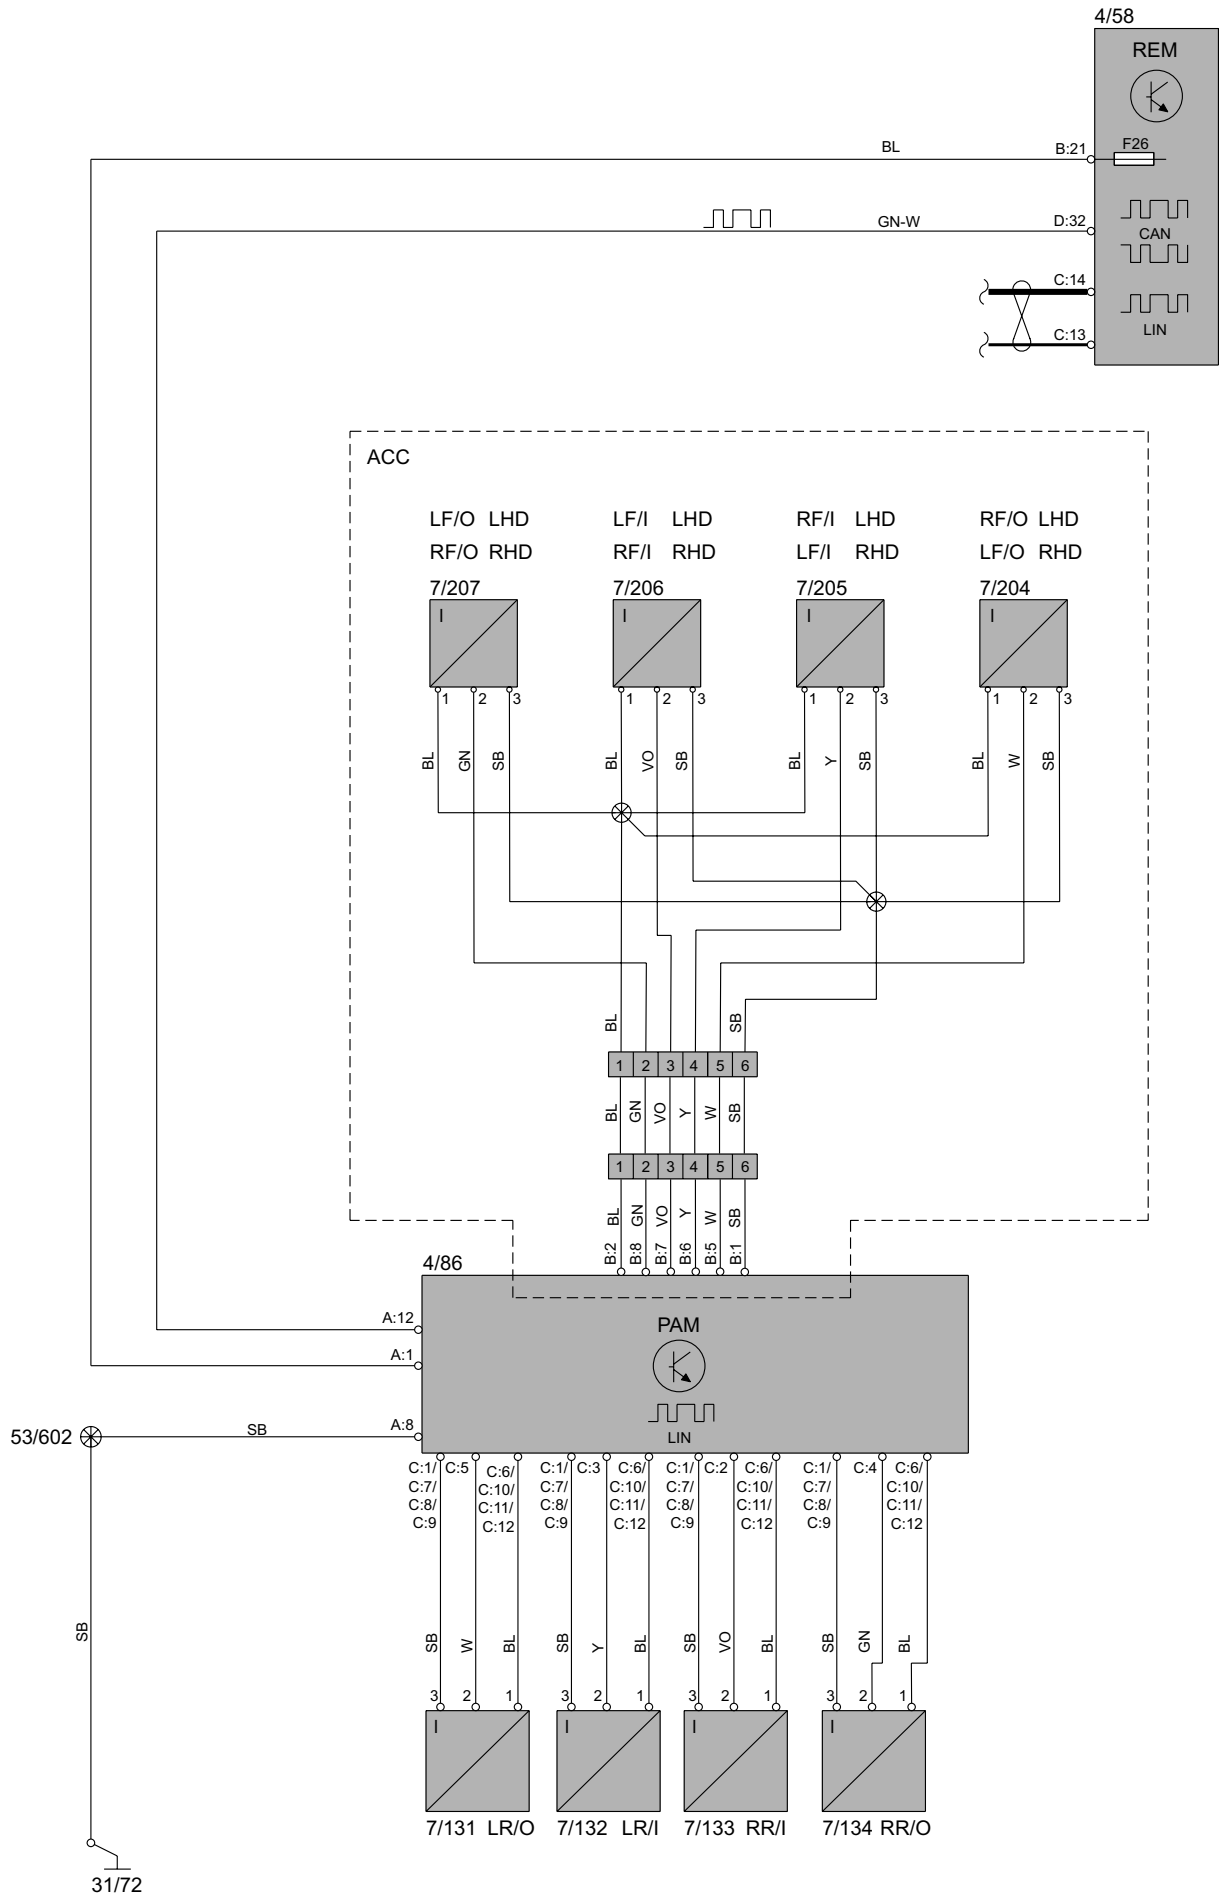 4/58
REM
BL
B:21
F26
GN-W
D:32
CAN
C:14
LIN
C:13
ACC
LF/O LHD
RF/O RHD
7/207
LF/I LHD
RF/I RHD
7/206
RF/I LHD
LF/I RHD
7/205
RF/O LHD
LF/O RHD
7/204
I I I I
1 2 3 1 2 3 1 2 3 1 2 3
BL GN SB BL VO SB BL Y SB BL W SB
BL SB
1 2 3 4 5 6
BL GN VO Y W SB
1 2 3 4 5 6
BL GN VO Y W SB
B:2 B:8 B:7 B:6 B:5 B:1
4/86
A:12
PAM
A:1
A:8
LIN
53/602
SB
C:1/
C:7/
C:8/
C:9
C:5
C:6/
C:10/
C:11/
C:12
C:1/
C:7/
C:8/
C:9
C:3
C:6/
C:10/
C:11/
C:12
C:1/
C:7/
C:8/
C:9
C:2
C:6/
C:10/
C:11/
C:12
C:1/
C:7/
C:8/
C:9
C:4
C:6/
C:10/
C:11/
C:12
SB
SB W BL SB Y BL SB VO BL SB GN BL
3 2 1 3 2 1 3 2 1 3 2 1
I I I I
7/131 LR/O
7/132 LR/I
7/133 RR/I
7/134 RR/O
31/72